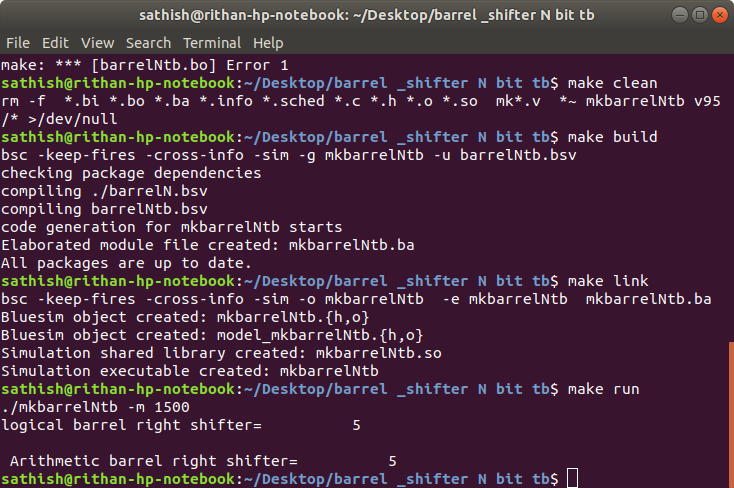 sathish@rithan-hp-notebook: ~/Desktop/barrel _shifter N bit tb
File Edit View Search Terminal Help
make: *** [barrelNtb.bo] Error 1
sathish@rithan-hp-notebook:~/Desktop/barrel _shifter N bit tb$ make clean
rm -f  *.bi *.bo *.ba *.info *.sched *.c *.h *.o *.so  mk*.v  *~ mkbarrelNtb v95
/* >/dev/null
sathish@rithan-hp-notebook:~/Desktop/barrel _shifter N bit tb$ make build
bsc -keep-fires -cross-info -sim -g mkbarrelNtb -u barrelNtb.bsv
checking package dependencies
compiling ./barrelN.bsv
compiling barrelNtb.bsv
code generation for mkbarrelNtb starts
Elaborated module file created: mkbarrelNtb.ba
All packages are up to date.
sathish@rithan-hp-notebook:~/Desktop/barrel _shifter N bit tb$ make link
bsc -keep-fires -cross-info -sim -o mkbarrelNtb  -e mkbarrelNtb  mkbarrelNtb.ba
Bluesim object created: mkbarrelNtb.{h,o}
Bluesim object created: model_mkbarrelNtb.{h,o}
Simulation shared library created: mkbarrelNtb.so
Simulation executable created: mkbarrelNtb
sathish@rithan-hp-notebook:~/Desktop/barrel _shifter N bit tb$ make run
./mkbarrelNtb -m 1500
logical barrel right shifter=          5
 Arithmetic barrel right shifter=          5
sathish@rithan-hp-notebook:~/Desktop/barrel _shifter N bit tb$